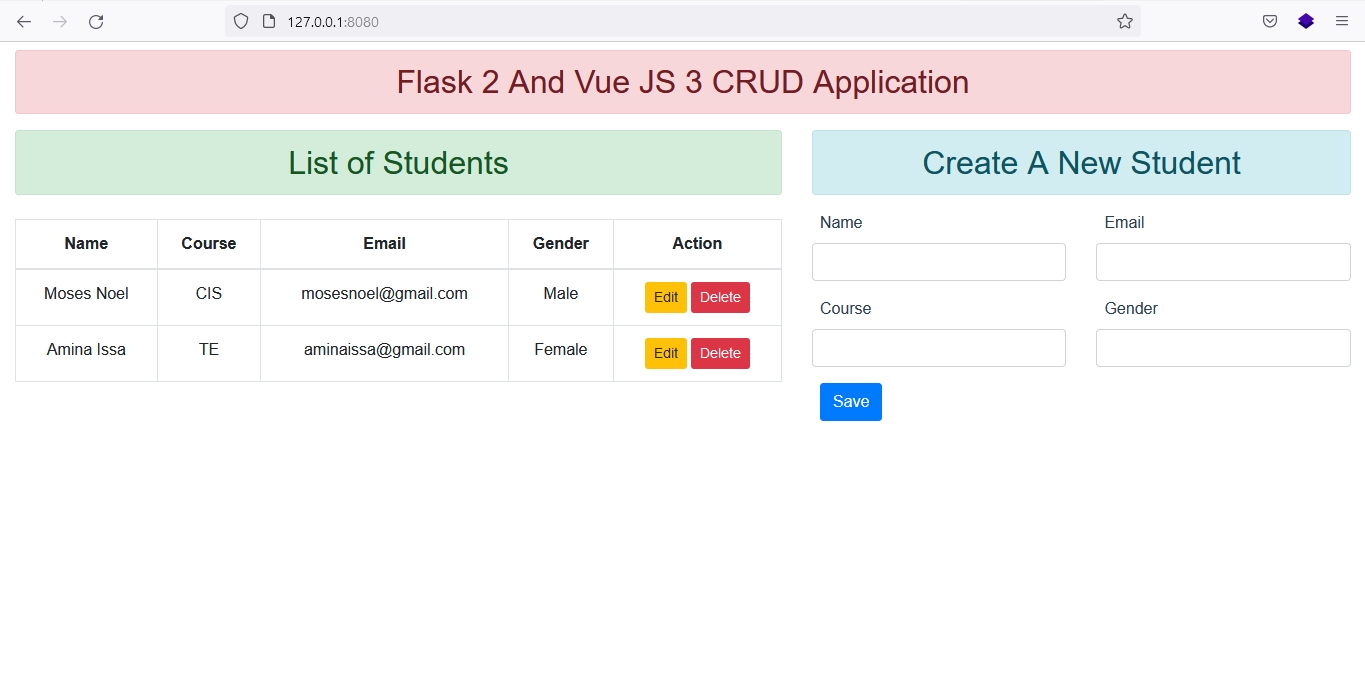 127.0.0.1:8080
Flask 2 And Vue JS 3 CRUD Application
List of Students
Name Course Email Gender Action
Moses Noel CIS mosesnoel@gmail.com Male Edit Delete
Amina Issa TE aminaissa@gmail.com Female Edit Delete
Create A New Student
Name Email
Course Gender
Save